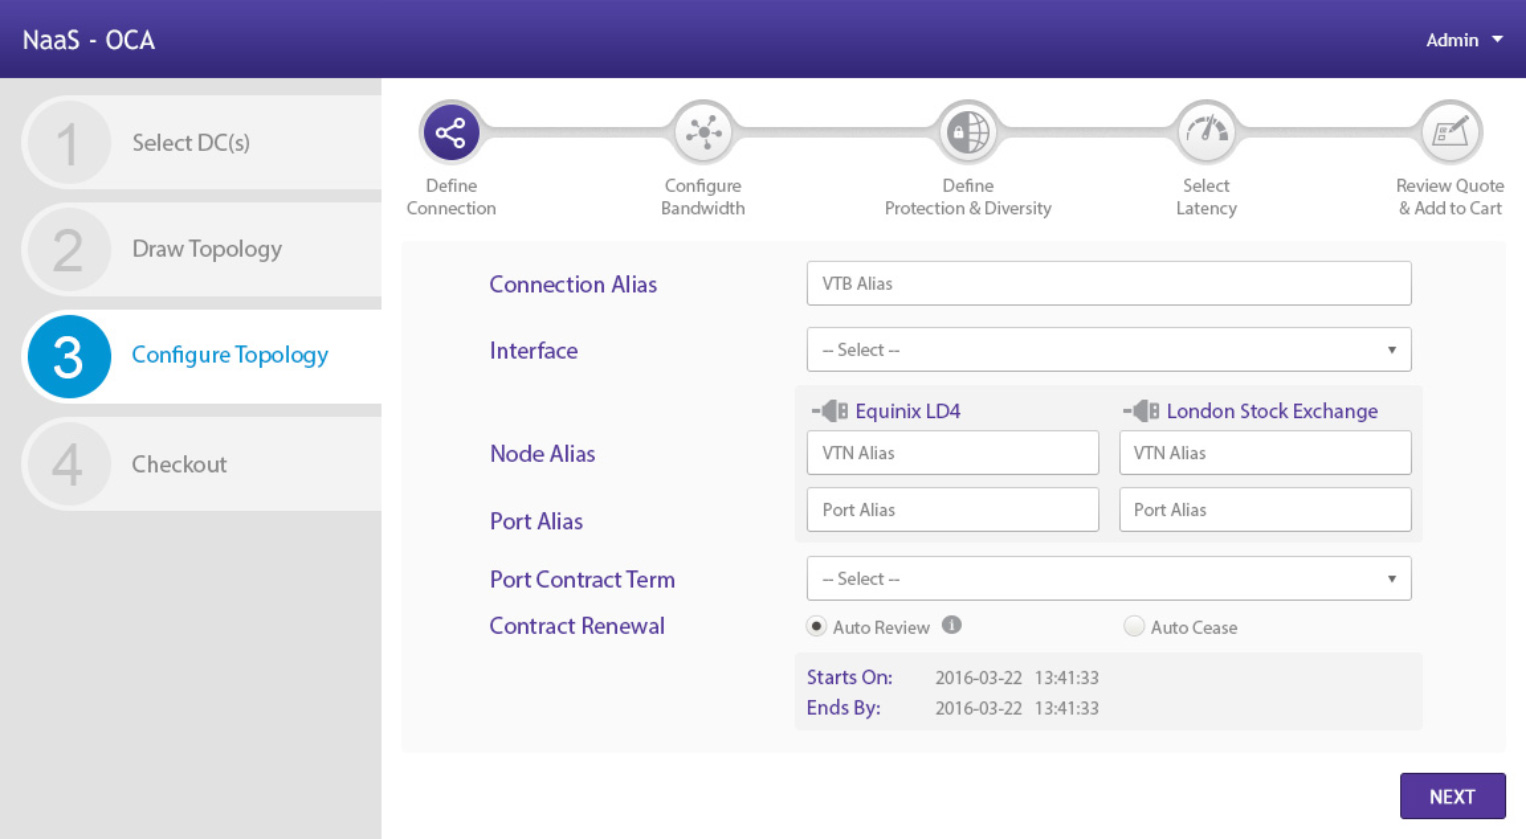 NaaS - OCA
Admin
1
Select DC(s)
2
Draw Topology
3
Configure Topology
4
Checkout
Define
Connection
Configure
Bandwidth
Define
Protection & Diversity
Select
Latency
Review Quote
& Add to Cart
Connection Alias
VTB Alias
Interface
-- Select --
Equinix LD4
London Stock Exchange
Node Alias
VTN Alias
VTN Alias
Port Alias
Port Alias
Port Alias
Port Contract Term
-- Select --
Contract Renewal
Auto Review
Auto Cease
Starts On: 2016-03-22 13:41:33
Ends By: 2016-03-22 13:41:33
NEXT